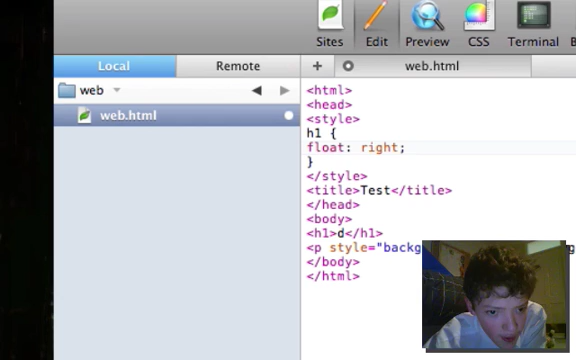 Sites Edit Preview CSS Terminal
Local Remote + web.html
web
web.html
<html>
<head>
<style>
h1 {
float: right;
}
</style>
<title>Test</title>
</head>
<body>
<h1>d</h1>
<p style="backg
</body>
</html>